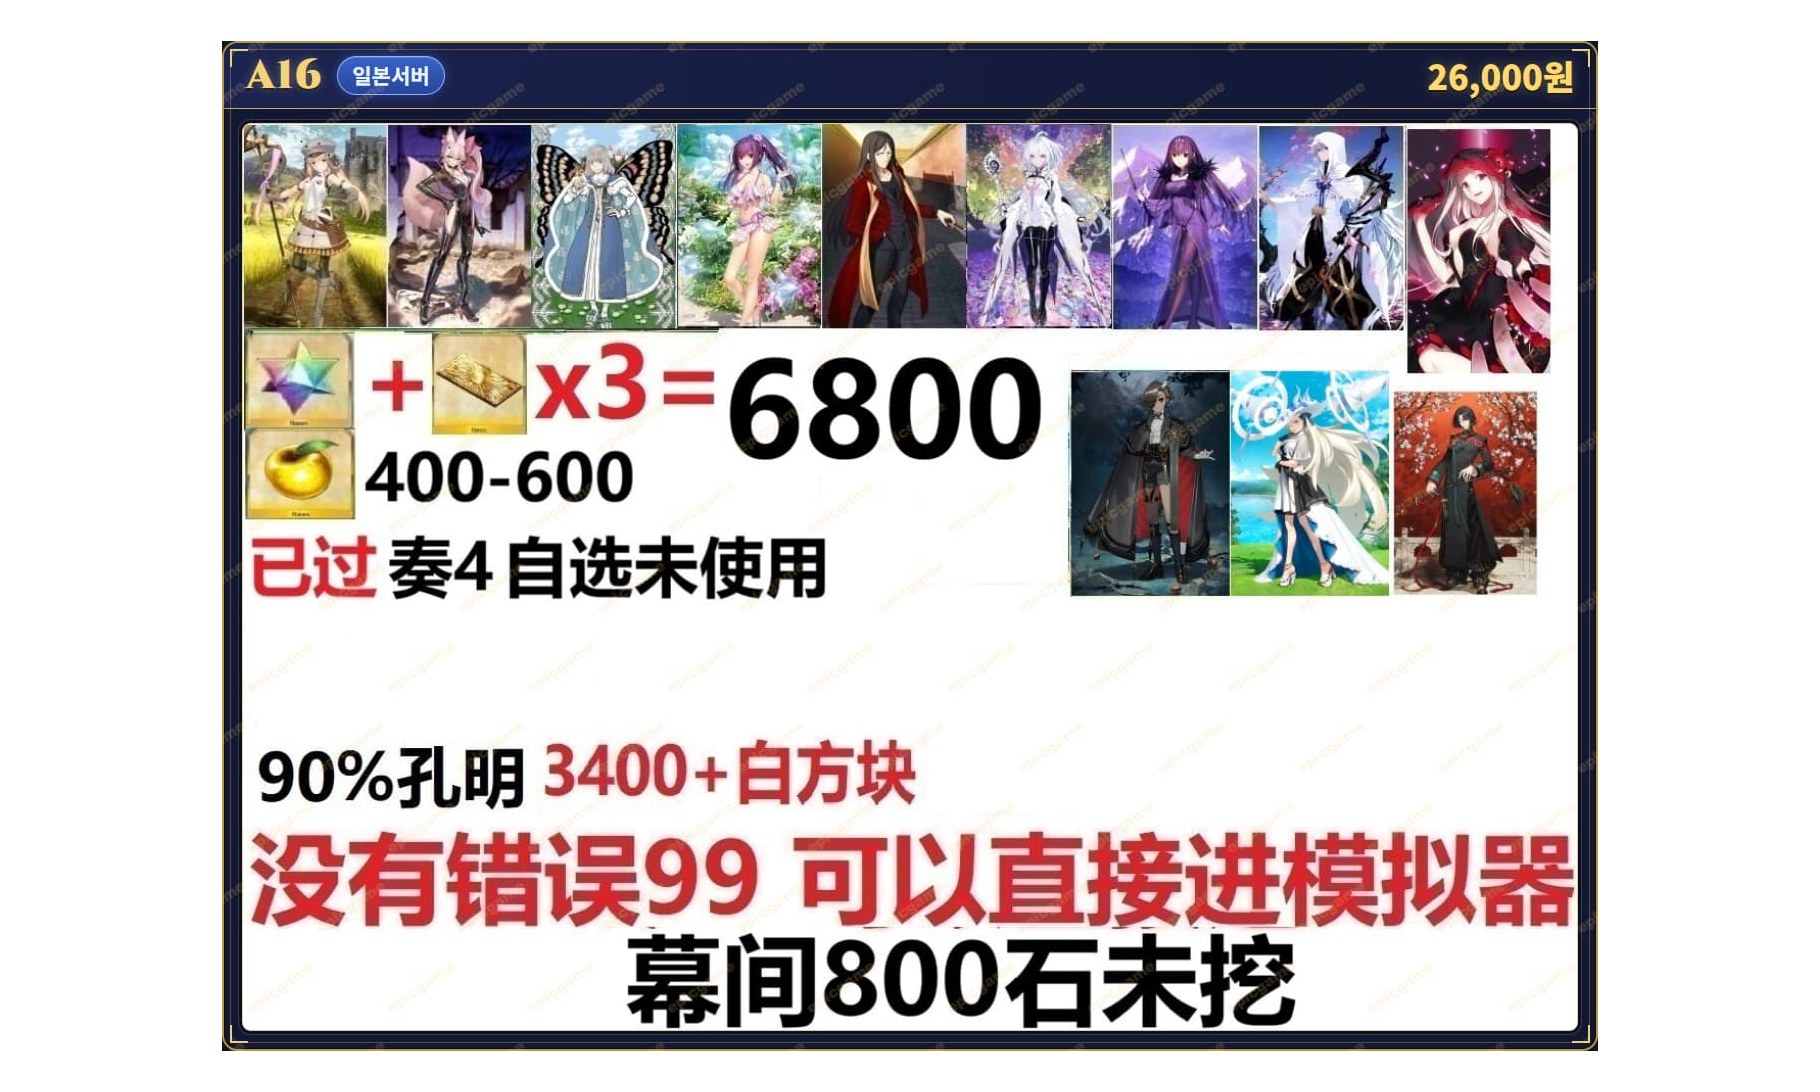 A16 일본서버 26,000원
+ x3= 6800
400-600
已过 奏4 自选未使用
90%孔明 3400+白方块
没有错误99 可以直接进模拟器
幕间800石未挖
epicgame